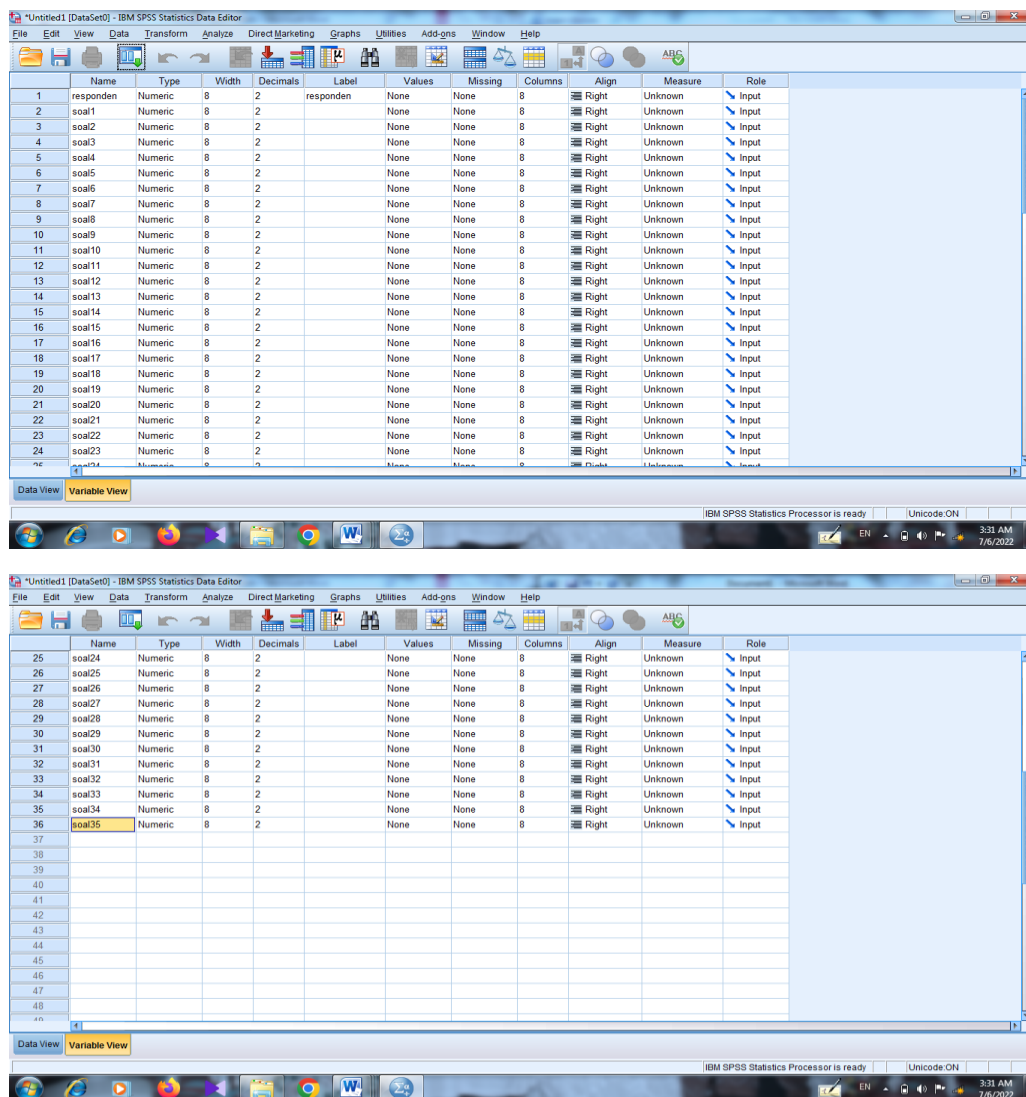 *Untitled1 [DataSet0] - IBM SPSS Statistics Data Editor
File Edit View Data Transform Analyze Direct Marketing Graphs Utilities Add-ons Window Help
Name Type Width Decimals Label Values Missing Columns Align Measure Role
1 responden Numeric 8 2 responden None None 8 Right Unknown Input
2 soal1 Numeric 8 2 None None 8 Right Unknown Input
3 soal2 Numeric 8 2 None None 8 Right Unknown Input
4 soal3 Numeric 8 2 None None 8 Right Unknown Input
5 soal4 Numeric 8 2 None None 8 Right Unknown Input
6 soal5 Numeric 8 2 None None 8 Right Unknown Input
7 soal6 Numeric 8 2 None None 8 Right Unknown Input
8 soal7 Numeric 8 2 None None 8 Right Unknown Input
9 soal8 Numeric 8 2 None None 8 Right Unknown Input
10 soal9 Numeric 8 2 None None 8 Right Unknown Input
11 soal10 Numeric 8 2 None None 8 Right Unknown Input
12 soal11 Numeric 8 2 None None 8 Right Unknown Input
13 soal12 Numeric 8 2 None None 8 Right Unknown Input
14 soal13 Numeric 8 2 None None 8 Right Unknown Input
15 soal14 Numeric 8 2 None None 8 Right Unknown Input
16 soal15 Numeric 8 2 None None 8 Right Unknown Input
17 soal16 Numeric 8 2 None None 8 Right Unknown Input
18 soal17 Numeric 8 2 None None 8 Right Unknown Input
19 soal18 Numeric 8 2 None None 8 Right Unknown Input
20 soal19 Numeric 8 2 None None 8 Right Unknown Input
21 soal20 Numeric 8 2 None None 8 Right Unknown Input
22 soal21 Numeric 8 2 None None 8 Right Unknown Input
23 soal22 Numeric 8 2 None None 8 Right Unknown Input
24 soal23 Numeric 8 2 None None 8 Right Unknown Input
Data View Variable View
IBM SPSS Statistics Processor is ready Unicode:ON
EN 3:31 AM
7/6/2022
*Untitled1 [DataSet0] - IBM SPSS Statistics Data Editor
File Edit View Data Transform Analyze Direct Marketing Graphs Utilities Add-ons Window Help
Name Type Width Decimals Label Values Missing Columns Align Measure Role
25 soal24 Numeric 8 2 None None 8 Right Unknown Input
26 soal25 Numeric 8 2 None None 8 Right Unknown Input
27 soal26 Numeric 8 2 None None 8 Right Unknown Input
28 soal27 Numeric 8 2 None None 8 Right Unknown Input
29 soal28 Numeric 8 2 None None 8 Right Unknown Input
30 soal29 Numeric 8 2 None None 8 Right Unknown Input
31 soal30 Numeric 8 2 None None 8 Right Unknown Input
32 soal31 Numeric 8 2 None None 8 Right Unknown Input
33 soal32 Numeric 8 2 None None 8 Right Unknown Input
34 soal33 Numeric 8 2 None None 8 Right Unknown Input
35 soal34 Numeric 8 2 None None 8 Right Unknown Input
36 soal35 Numeric 8 2 None None 8 Right Unknown Input
37
38
39
40
41
42
43
44
45
46
47
48
Data View Variable View
IBM SPSS Statistics Processor is ready Unicode:ON
EN 3:31 AM
7/6/2022